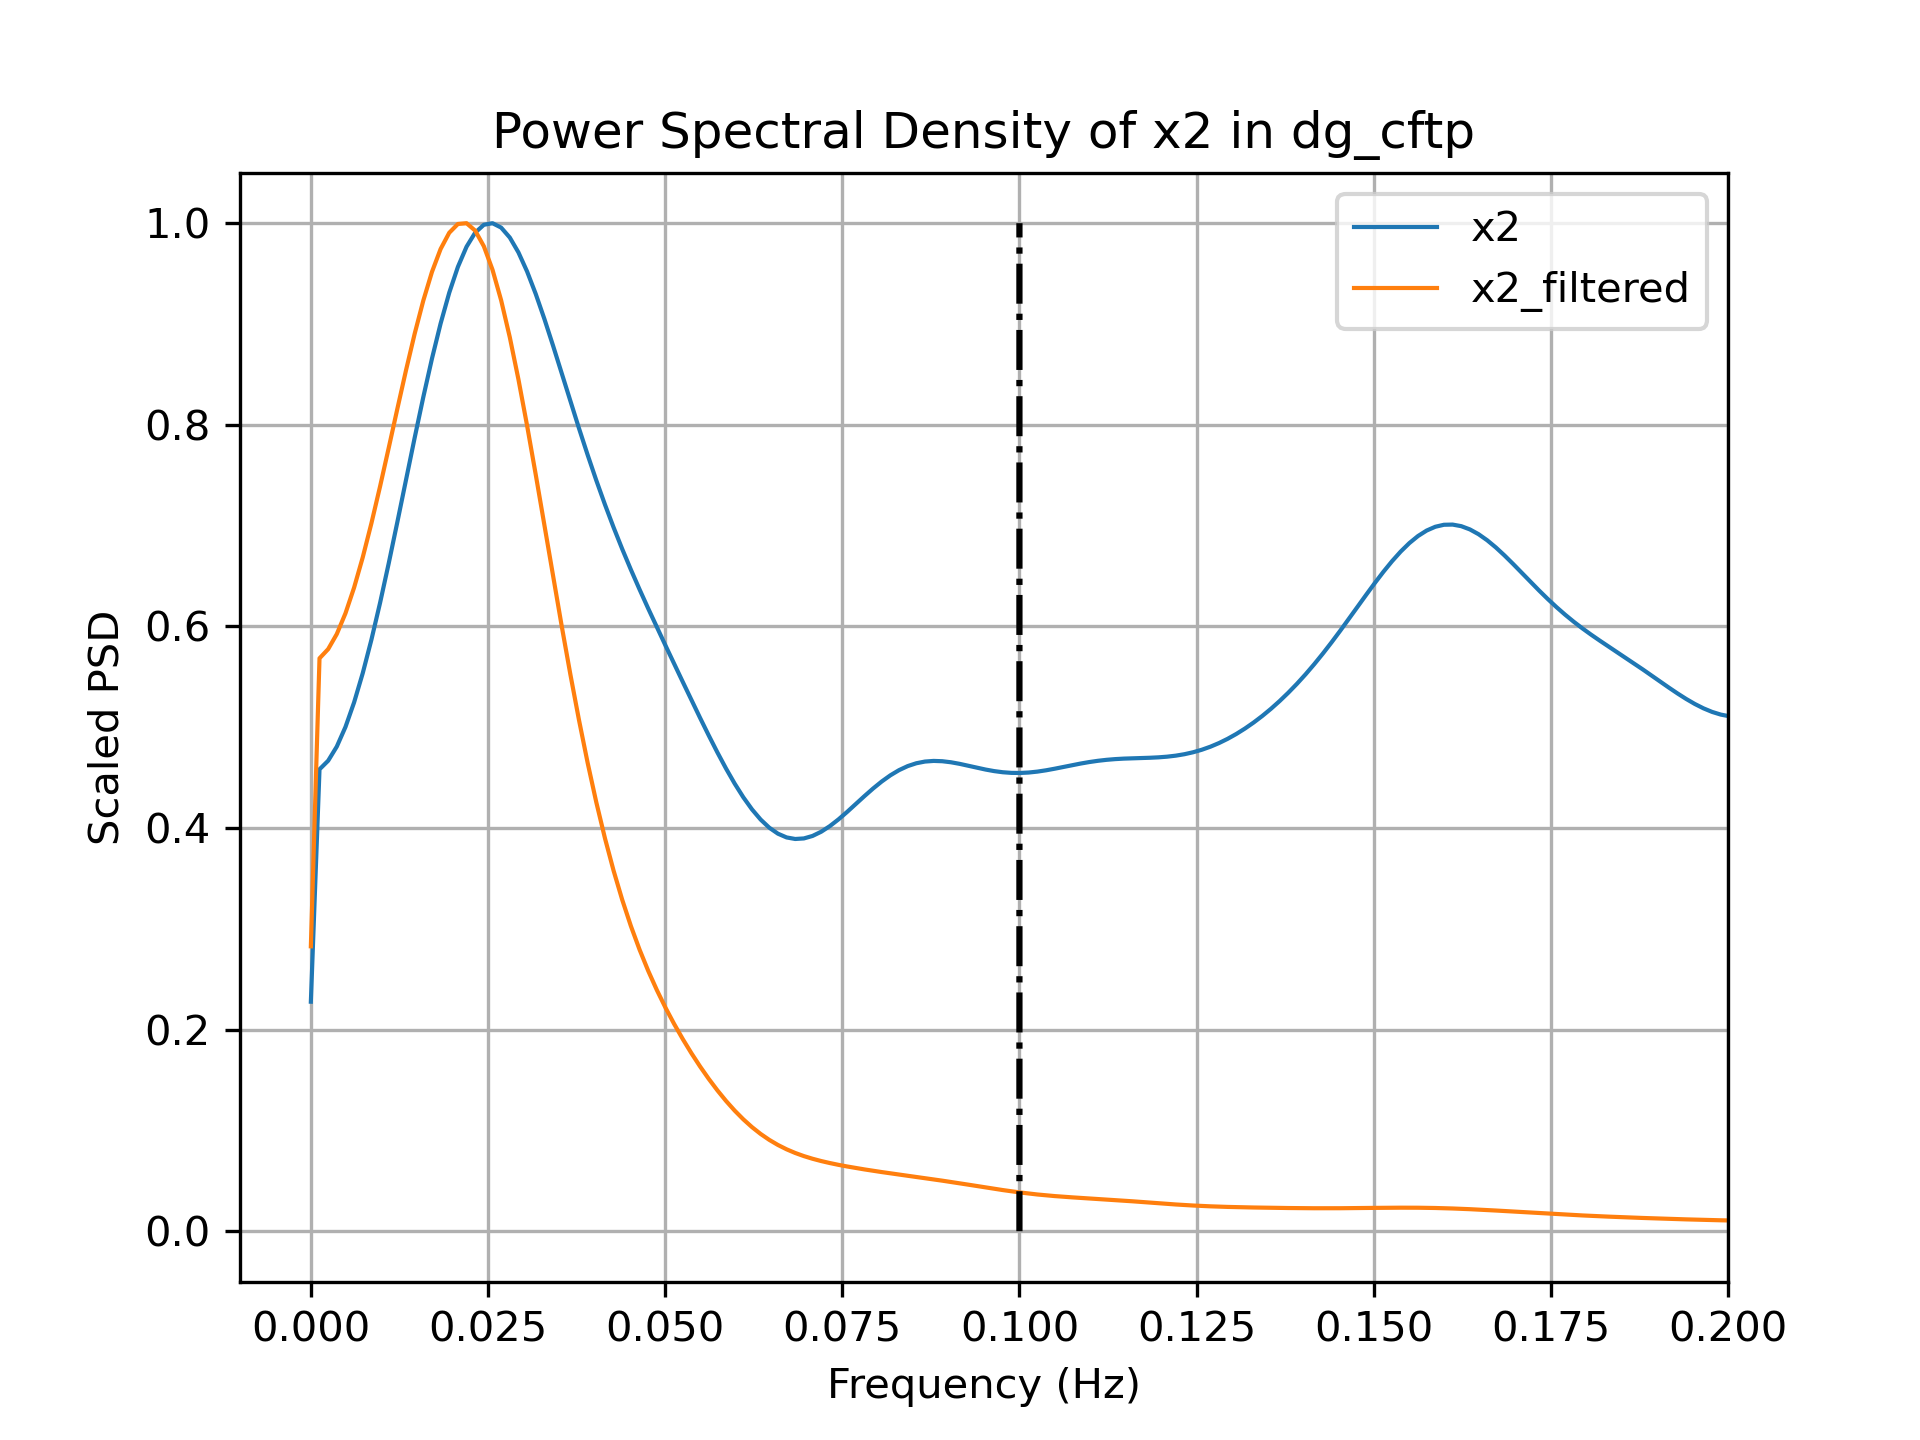 Power Spectral Density of x2 in dg_cftp
x2
x2_filtered
1.0
0.8
0.6
0.4
0.2
0.0
Scaled PSD
0.000 0.025 0.050 0.075 0.100 0.125 0.150 0.175 0.200
Frequency (Hz)